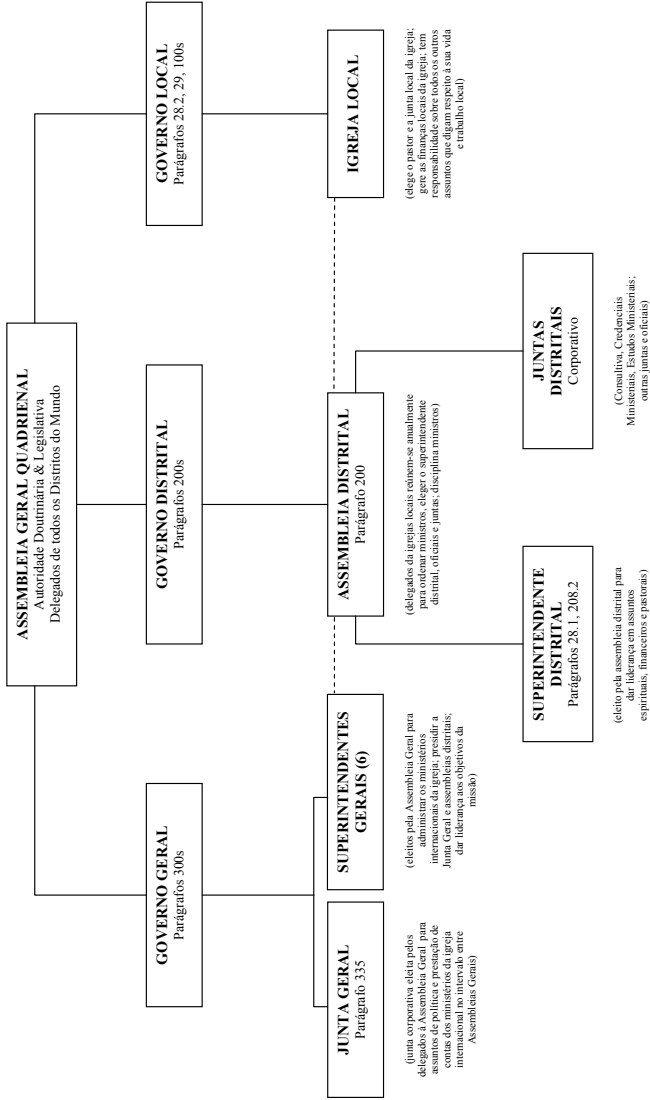 ASSEMBLEIA GERAL QUADRIENAL
Autoridade Doutrinária & Legislativa
Delegados de todos os Distritos do Mundo
GOVERNO GERAL
Parágrafos 300s
GOVERNO DISTRITAL
Parágrafos 200s
GOVERNO LOCAL
Parágrafos 28.2, 29, 100s
JUNTA GERAL
Parágrafo 335
(junta corporativa eleita pelos
delegados à Assembleia Geral para
assuntos de política e prestação de
contas dos ministérios da igreja
internacional no intervalo entre
Assembleias Gerais)
SUPERINTENDENTES
GERAIS (6)
(eleitos pela Assembleia Geral para
administrar os ministérios
internacionais da igreja; presidir a
Junta Geral e assembleias distritais;
dar liderança aos objetivos da
missão)
ASSEMBLEIA DISTRITAL
Parágrafo 200
(delegados da igrejas locais reúnem-se anualmente
para ordenar ministros, eleger o superintendente
distrital, oficiais e juntas; disciplina ministros)
IGREJA LOCAL
(elege o pastor e a junta local da igreja;
gere as finanças locais da igreja; tem
responsabilidade sobre todos os outros
assuntos que digam respeito à sua vida
e trabalho local)
SUPERINTENDENTE
DISTRITAL
Parágrafos 28.1, 208.2
(eleito pela assembleia distrital para
dar liderança em assuntos
espirituais, financeiros e pastorais)
JUNTAS
DISTRITAIS
Corporativo
(Consultiva, Credenciais
Ministeriais, Estudos Ministeriais;
outras juntas e oficiais)